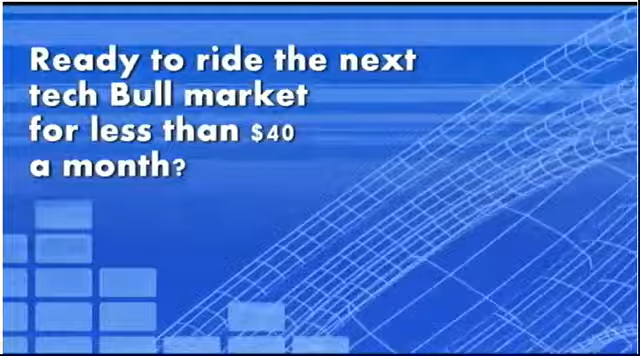 Ready to ride the next
tech Bull market
for less than $40
a month?